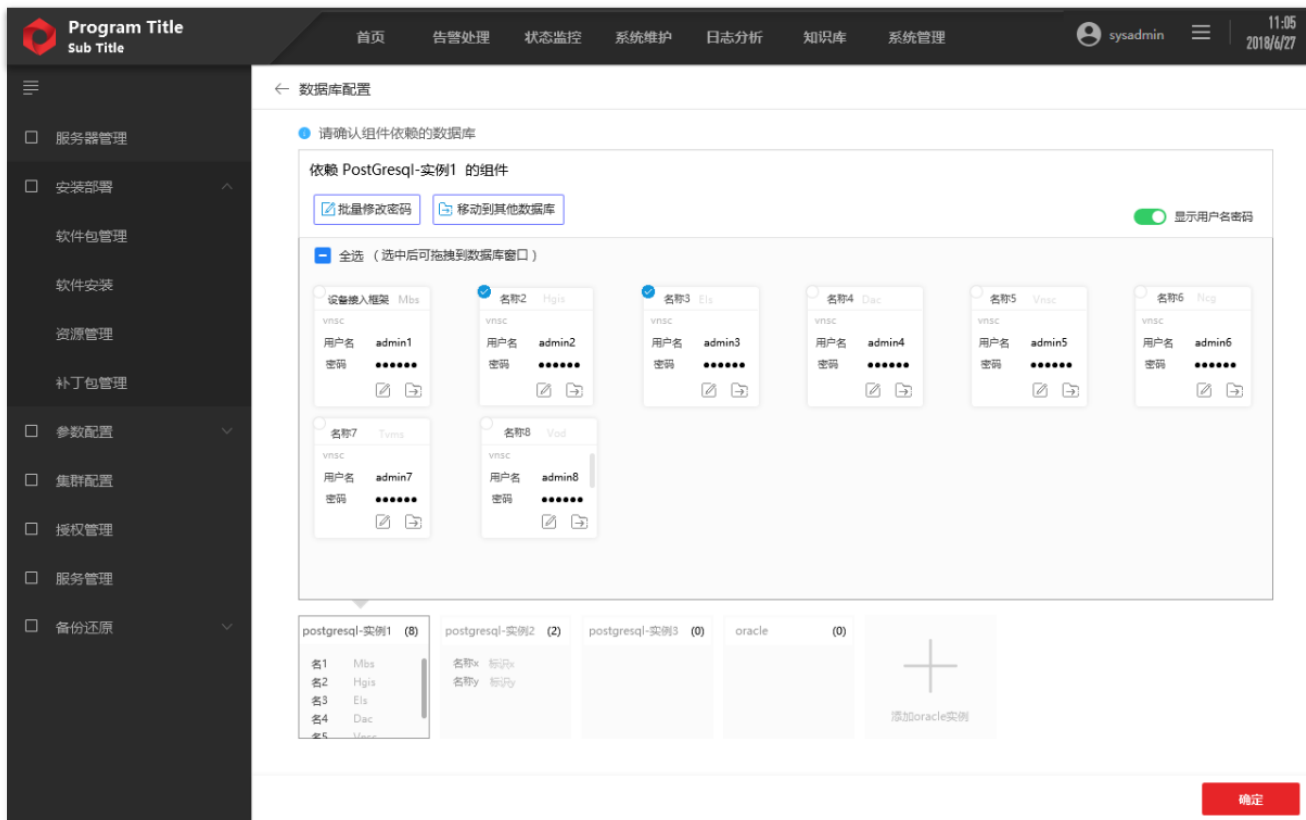 Program Title
Sub Title
首页 告警处理 状态监控 系统维护 日志分析 知识库 系统管理
sysadmin
11:05
2018/6/27
服务器管理
安装部署
软件包管理
软件安装
资源管理
补丁包管理
参数配置
集群配置
授权管理
服务管理
备份还原
数据库配置
请确认组件依赖的数据库
依赖 PostGresql-实例1 的组件
批量修改密码 移动到其他数据库
显示用户名密码
全选 （选中后可拖拽到数据库窗口）
设备接入框架 Mbs
vnsc
用户名 admin1
密码 ●●●●●●
名称2 Hgis
vnsc
用户名 admin2
密码 ●●●●●●
名称3 Els
vnsc
用户名 admin3
密码 ●●●●●●
名称4 Dac
vnsc
用户名 admin4
密码 ●●●●●●
名称5 Vnsc
vnsc
用户名 admin5
密码 ●●●●●●
名称6 Ncg
vnsc
用户名 admin6
密码 ●●●●●●
名称7 Tvms
vnsc
用户名 admin7
密码 ●●●●●●
名称8 Vod
vnsc
用户名 admin8
密码 ●●●●●●
postgresql-实例1 (8)
名1 Mbs
名2 Hgis
名3 Els
名4 Dac
名5 Vnsc
postgresql-实例2 (2)
名称x 标识x
名称y 标识y
postgresql-实例3 (0)
oracle (0)
添加oracle实例
确定